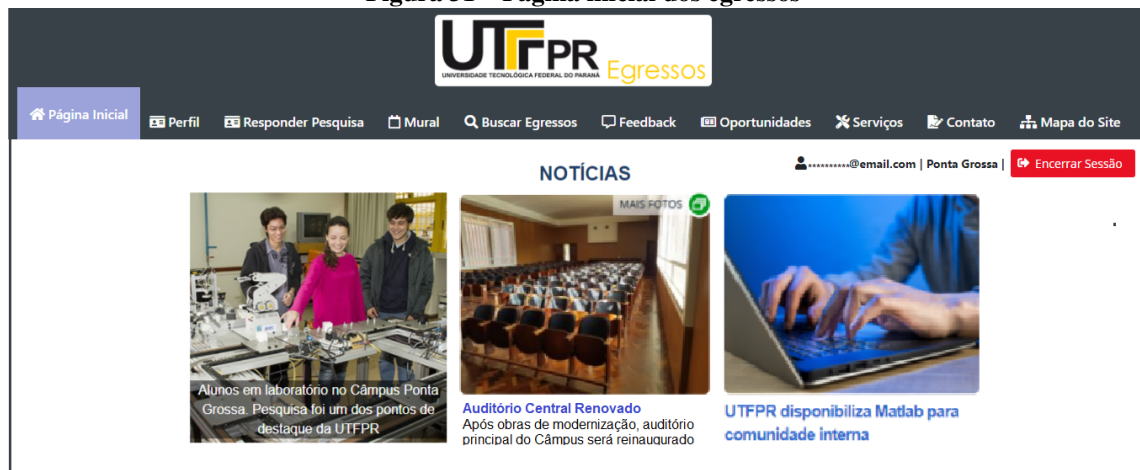 Figura 31 – Página inicial dos egressos
UTFPR
UNIVERSIDADE TECNOLÓGICA FEDERAL DO PARANÁ
Egressos
Página Inicial Perfil Responder Pesquisa Mural Buscar Egressos Feedback Oportunidades Serviços Contato Mapa do Site
**********@email.com | Ponta Grossa | Encerrar Sessão
NOTÍCIAS
MAIS FOTOS
Alunos em laboratório no Câmpus Ponta
Grossa. Pesquisa foi um dos pontos de
destaque da UTFPR
Auditório Central Renovado
Após obras de modernização, auditório
principal do Câmpus será reinaugurado
UTFPR disponibiliza Matlab para
comunidade interna